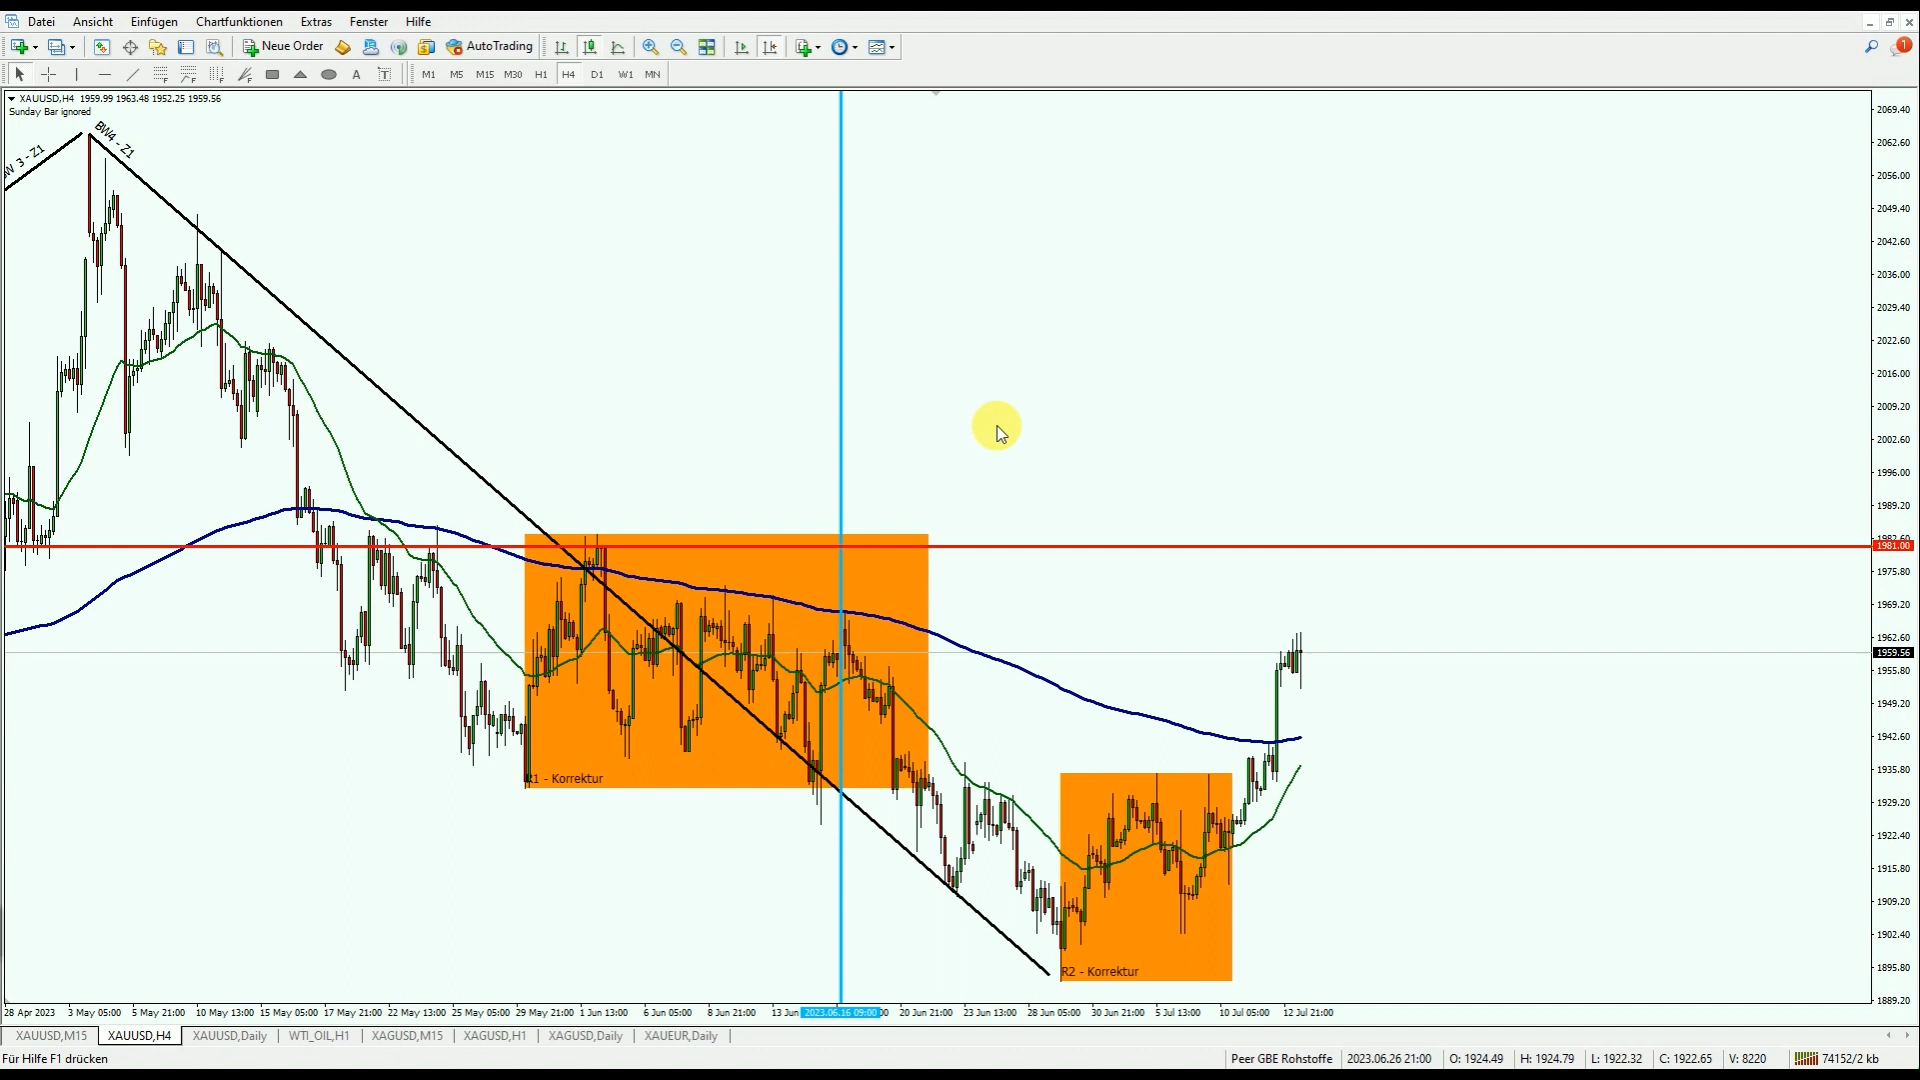 Datei Ansicht Einfügen Chartfunktionen Extras Fenster Hilfe
Neue Order AutoTrading 1
A T M1 M5 M15 M30 H1 H4 D1 W1 MN
XAUUSD,H4 1959.99 1963.48 1952.25 1959.56
Sunday Bar ignored
W 3 - Z1
BW4 - Z1
2069.40
2062.60
2056.00
2049.40
2042.60
2036.00
2029.40
2022.60
2016.00
2009.20
2002.60
1996.00
1989.20
1981.00
1975.80
1969.20
1962.60
1959.56
1955.80
1949.20
1942.60
1935.80
1929.20
1922.40
1915.80
1909.20
1902.40
1895.80
1889.20
R1 - Korrektur
R2 - Korrektur
28 Apr 2023 3 May 05:00 5 May 21:00 10 May 13:00 15 May 05:00 17 May 21:00 22 May 13:00 25 May 05:00 29 May 21:00 1 Jun 13:00 6 Jun 05:00 8 Jun 21:00 13 Jun 2023.06.16 09:00 20 Jun 21:00 23 Jun 13:00 28 Jun 05:00 30 Jun 21:00 5 Jul 13:00 10 Jul 05:00 12 Jul 21:00
XAUUSD,M15 XAUUSD,H4 XAUUSD,Daily WTI_OIL,H1 XAGUSD,M15 XAGUSD,H1 XAGUSD,Daily XAUEUR,Daily
Für Hilfe F1 drücken Peer GBE Rohstoffe 2023.06.26 21:00 O: 1924.49 H: 1924.79 L: 1922.32 C: 1922.65 V: 8220 74152/2 kb